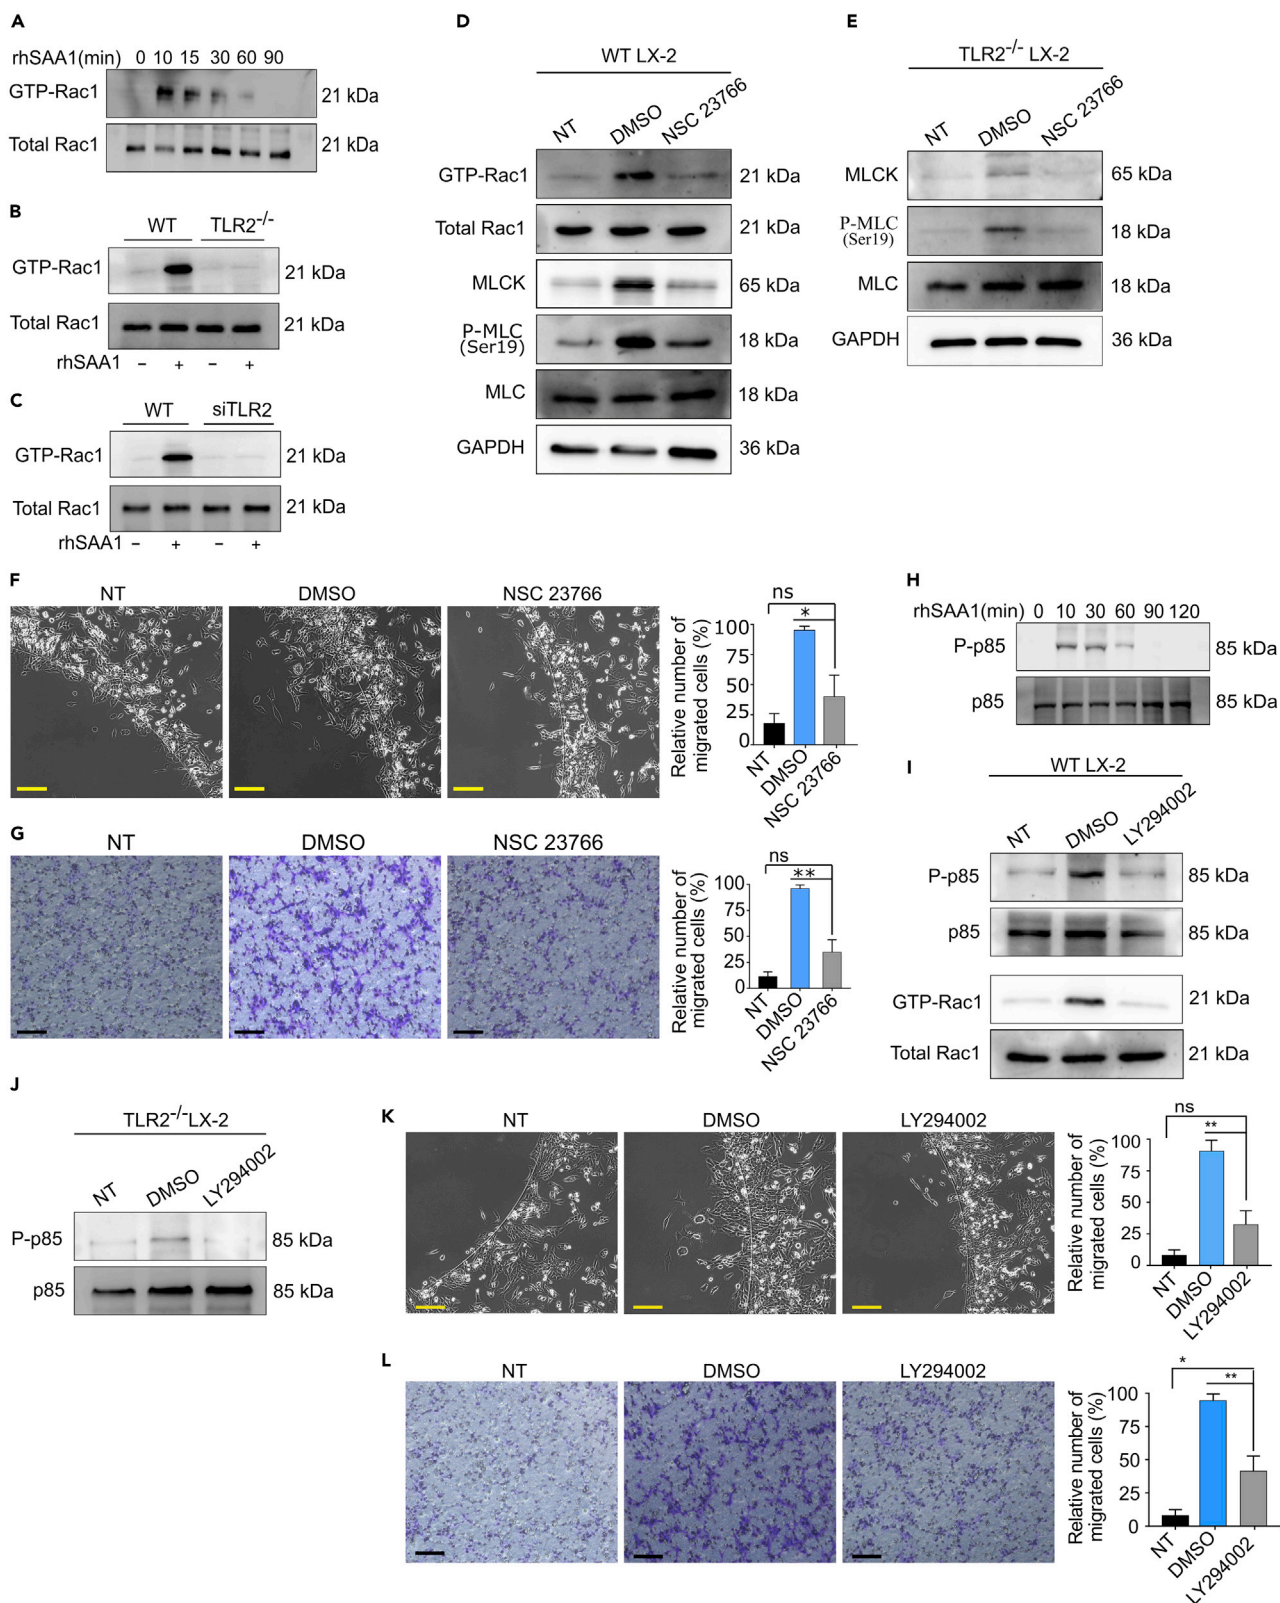 A
rhSAA1(min) 0 10 15 30 60 90
GTP-Rac1 21 kDa
Total Rac1 21 kDa
B
WT TLR2-/-
GTP-Rac1 21 kDa
Total Rac1 21 kDa
rhSAA1 – + – +
C
WT siTLR2
GTP-Rac1 21 kDa
Total Rac1 21 kDa
rhSAA1 – + – +
D
WT LX-2
NT DMSO NSC 23766
GTP-Rac1 21 kDa
Total Rac1 21 kDa
MLCK 65 kDa
P-MLC
(Ser19) 18 kDa
MLC 18 kDa
GAPDH 36 kDa
E
TLR2-/- LX-2
NT DMSO NSC 23766
MLCK 65 kDa
P-MLC
(Ser19) 18 kDa
MLC 18 kDa
GAPDH 36 kDa
F
NT DMSO NSC 23766
Relative number of
migrated cells (%)
ns
*
100
75
50
25
0
NT DMSO NSC 23766
G
NT DMSO NSC 23766
Relative number of
migrated cells (%)
ns
**
100
75
50
25
0
NT DMSO NSC 23766
H
rhSAA1(min) 0 10 30 60 90 120
P-p85 85 kDa
p85 85 kDa
I
WT LX-2
NT DMSO LY294002
P-p85 85 kDa
p85 85 kDa
GTP-Rac1 21 kDa
Total Rac1 21 kDa
J
TLR2-/-LX-2
NT DMSO LY294002
P-p85 85 kDa
p85 85 kDa
K
NT DMSO LY294002
Relative number of
migrated cells (%)
ns
**
100
75
50
25
0
NT DMSO LY294002
L
NT DMSO LY294002
Relative number of
migrated cells (%)
*
**
100
75
50
25
0
NT DMSO LY294002